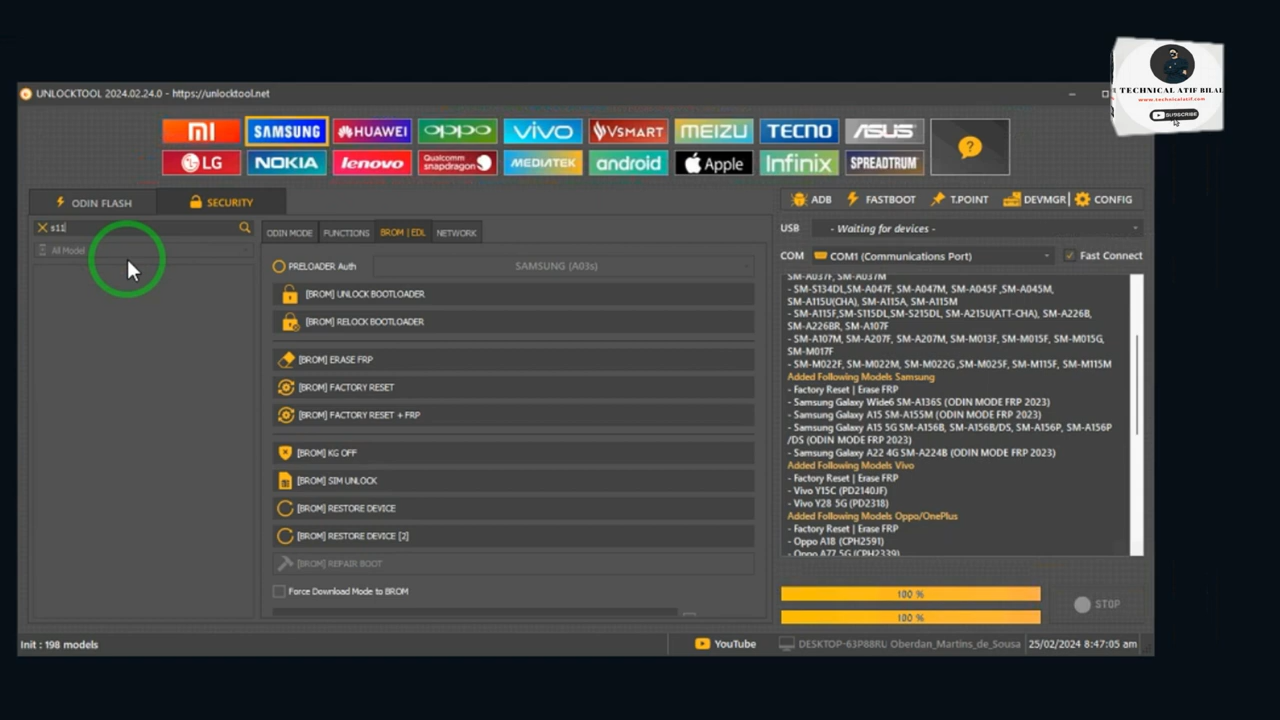 TECHNICAL ATIF BILAL
www.technicalatif.com
SUBSCRIBE
UNLOCKTOOL 2024.02.24.0 - https://unlocktool.net
mi
SAMSUNG
HUAWEI
oppo
vivo
VSMART
MEIZU
TECNO
ASUS
?
LG
NOKIA
lenovo
Qualcomm
snapdragon
MEDIATEK
android
Apple
Infinix
SPREADTRUM
ODIN FLASH
SECURITY
ADB
FASTBOOT
T.POINT
DEVMGR
CONFIG
s11
All Model
ODIN MODE
FUNCTIONS
BROM | EDL
NETWORK
PRELOADER Auth
SAMSUNG (A03s)
[BROM] UNLOCK BOOTLOADER
[BROM] RELOCK BOOTLOADER
[BROM] ERASE FRP
[BROM] FACTORY RESET
[BROM] FACTORY RESET + FRP
[BROM] KG OFF
[BROM] SIM UNLOCK
[BROM] RESTORE DEVICE
[BROM] RESTORE DEVICE [2]
[BROM] REPAIR BOOT
Force Download Mode to BROM
USB
- Waiting for devices -
COM
COM1 (Communications Port)
Fast Connect
SM-A037F, SM-A037M
- SM-S134DL,SM-A047F, SM-A047M, SM-A045F ,SM-A045M,
SM-A115U(CHA), SM-A115A, SM-A115M
- SM-A115F,SM-S115DL,SM-S215DL, SM-A215U(ATT-CHA), SM-A226B,
SM-A226BR, SM-A107F
- SM-A107M, SM-A207F, SM-A207M, SM-M013F, SM-M015F, SM-M015G,
SM-M017F
- SM-M022F, SM-M022M, SM-M022G ,SM-M025F, SM-M115F, SM-M115M
Added Following Models Samsung
- Factory Reset | Erase FRP
- Samsung Galaxy Wide6 SM-A136S (ODIN MODE FRP 2023)
- Samsung Galaxy A15 SM-A155M (ODIN MODE FRP 2023)
- Samsung Galaxy A15 5G SM-A156B, SM-A156B/DS, SM-A156P, SM-A156P
/DS (ODIN MODE FRP 2023)
- Samsung Galaxy A22 4G SM-A224B (ODIN MODE FRP 2023)
Added Following Models Vivo
- Factory Reset | Erase FRP
- Vivo Y15C (PD2140JF)
- Vivo Y28 5G (PD2318)
Added Following Models Oppo/OnePlus
- Factory Reset | Erase FRP
- Oppo A18 (CPH2591)
- Oppo A77 5G (CPH2339)
100 %
100 %
STOP
Init : 198 models
YouTube
DESKTOP-63P88RU Oberdan_Martins_de_Sousa
25/02/2024 8:47:05 am